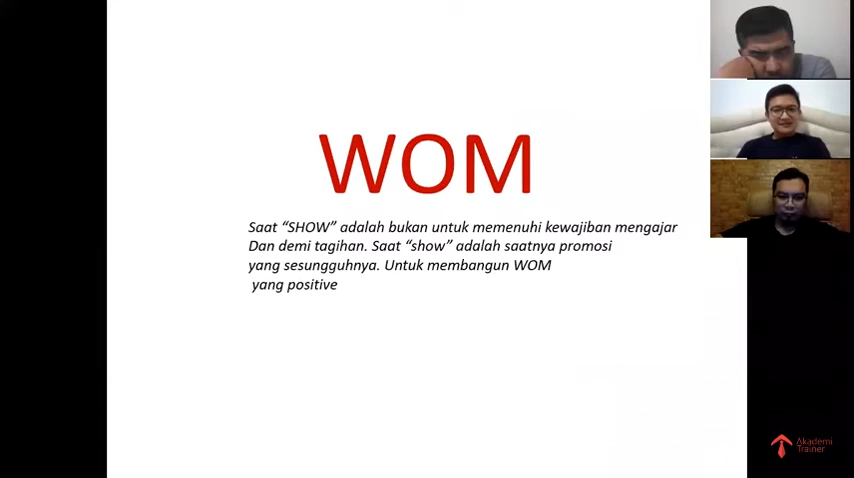 WOM
Saat “SHOW” adalah bukan untuk memenuhi kewajiban mengajar
Dan demi tagihan. Saat “show” adalah saatnya promosi
yang sesungguhnya. Untuk membangun WOM
yang positive
Akademi
Trainer